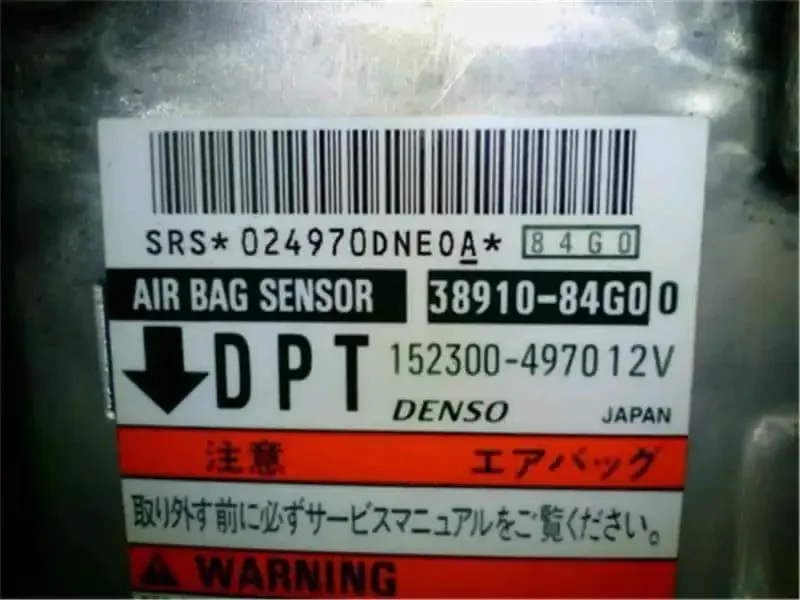 SRS*024970DNE0A* 84G0
AIR BAG SENSOR 38910-84G00
DPT 152300-4970 12V
DENSO JAPAN
注意 エアバッグ
取り外す前に必ずサービスマニュアルをご覧ください。
WARNING